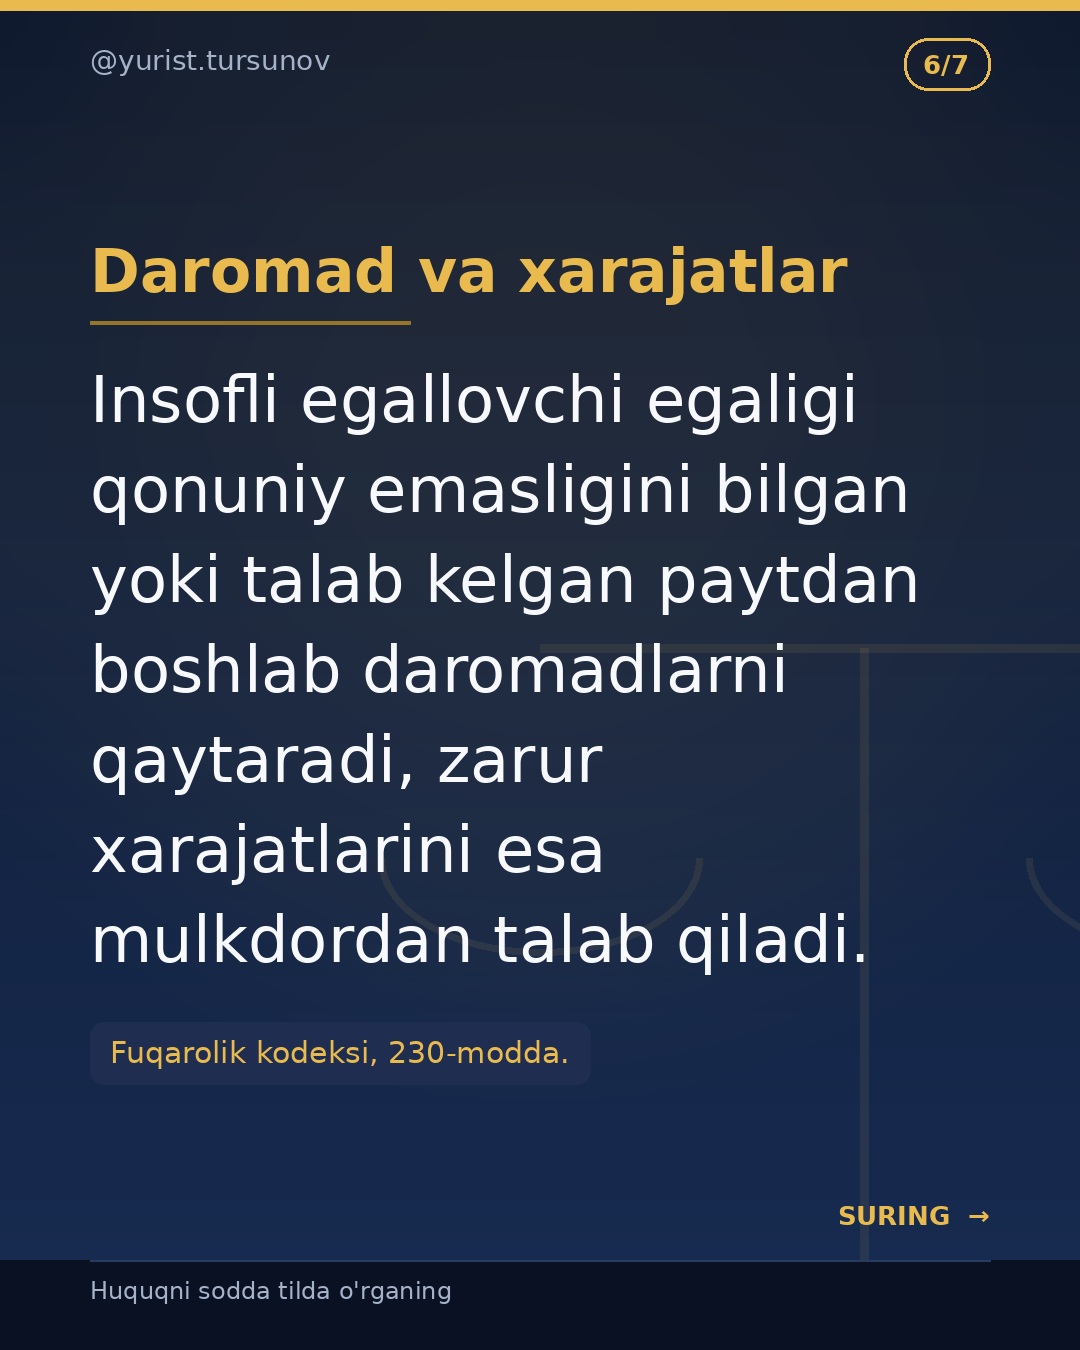 @yurist.tursunov
6/7
Daromad va xarajatlar
Insofli egallovchi egaligi
qonuniy emasligini bilgan
yoki talab kelgan paytdan
boshlab daromadlarni
qaytaradi, zarur
xarajatlarini esa
mulkdordan talab qiladi.
Fuqarolik kodeksi, 230-modda.
SURING →
Huquqni sodda tilda o'rganing